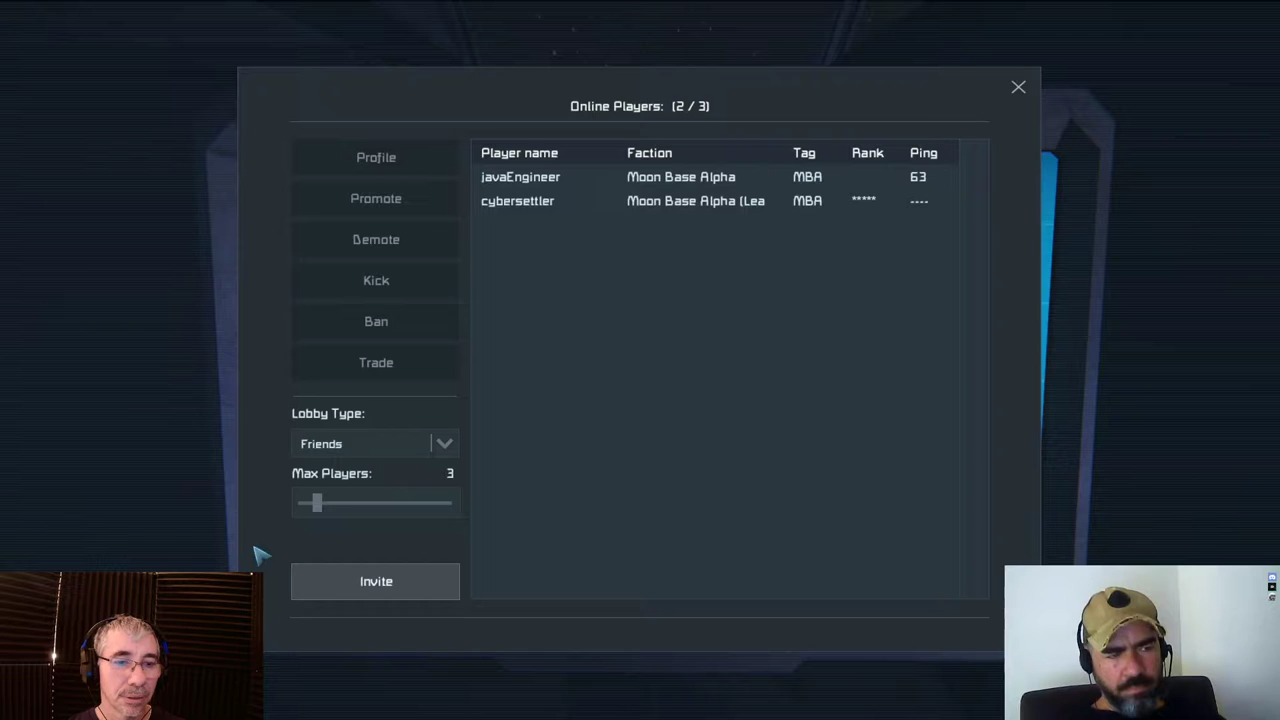 Online Players: (2 / 3)
Profile
Promote
Demote
Kick
Ban
Trade
Lobby Type:
Friends
Max Players: 3
Invite
Player name Faction Tag Rank Ping
javaEngineer Moon Base Alpha MBA 63
cybersettler Moon Base Alpha (Lea MBA ***** ----